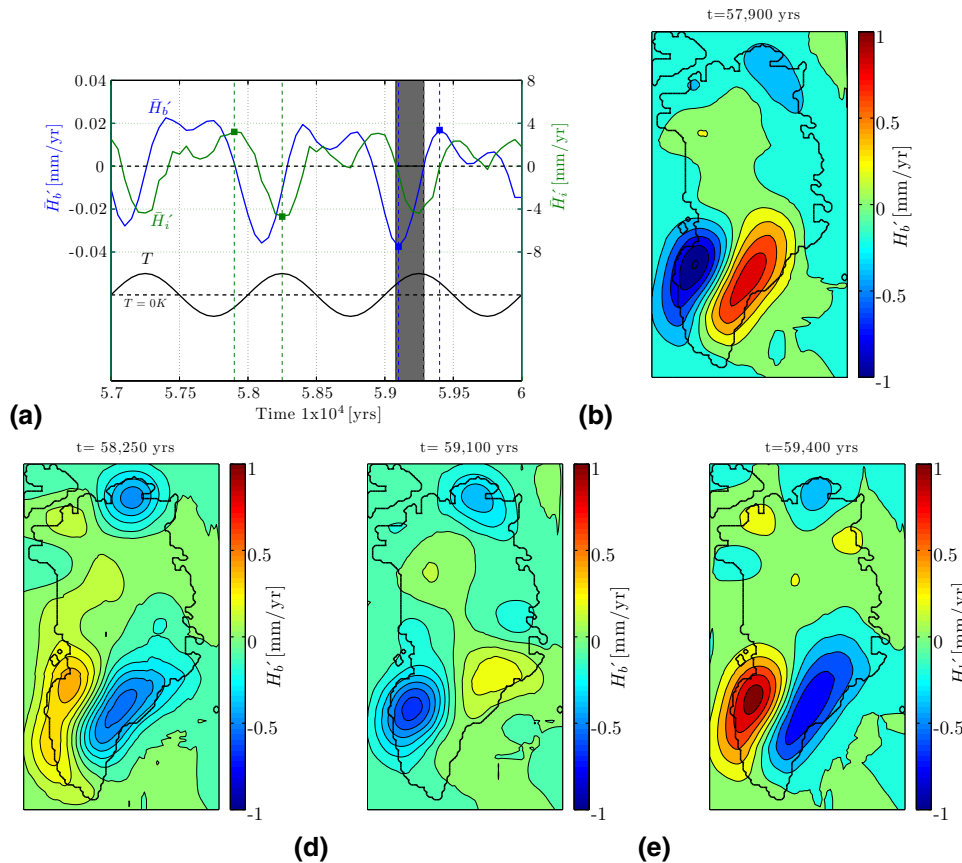 t=57,900 yrs
0.04
0.02
0
-0.02
-0.04
8
4
0
-4
-8
H̄b′ [mm/yr]
H̄i′ [mm/yr]
H̄b′
H̄i′
T
T = 0K
5.7
5.75
5.8
5.85
5.9
5.95
6
Time 1x10⁴ [yrs]
(a)
1
0.5
0
-0.5
-1
Hb′ [mm/yr]
(b)
t= 58,250 yrs
1
0.5
0
-0.5
-1
Hb′ [mm/yr]
t= 59,100 yrs
1
0.5
0
-0.5
-1
Hb′ [mm/yr]
(d)
t=59,400 yrs
1
0.5
0
-0.5
-1
[mm/yr]
(e)